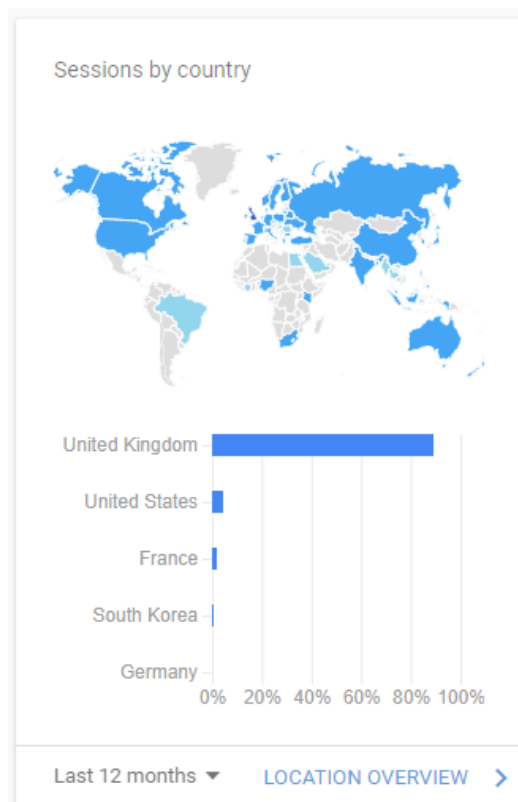 Sessions by country
United Kingdom
United States
France
South Korea
Germany
0% 20% 40% 60% 80% 100%
Last 12 months LOCATION OVERVIEW